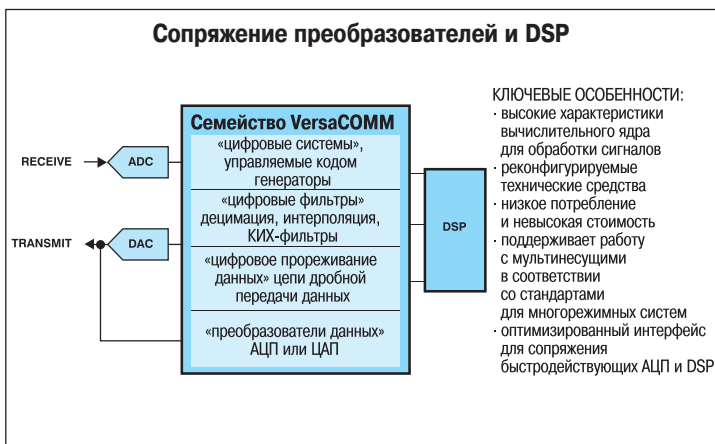 Сопряжение преобразователей и DSP
Семейство VersaCOMM
«цифровые системы»,
управляемые кодом
генераторы
«цифровые фильтры»
децимация, интерполяция,
КИХ-фильтры
«цифровое прореживание
данных» цепи дробной
передачи данных
«преобразователи данных»
АЦП или ЦАП
RECEIVE
ADC
TRANSMIT
DAC
DSP
КЛЮЧЕВЫЕ ОСОБЕННОСТИ:
· высокие характеристики
вычислительного ядра
для обработки сигналов
· реконфигурируемые
технические средства
· низкое потребление
и невысокая стоимость
· поддерживает работу
с мультинесущими
в соответствии
со стандартами
для многорежимных систем
· оптимизированный интерфейс
для сопряжения
быстродействующих АЦП и DSP